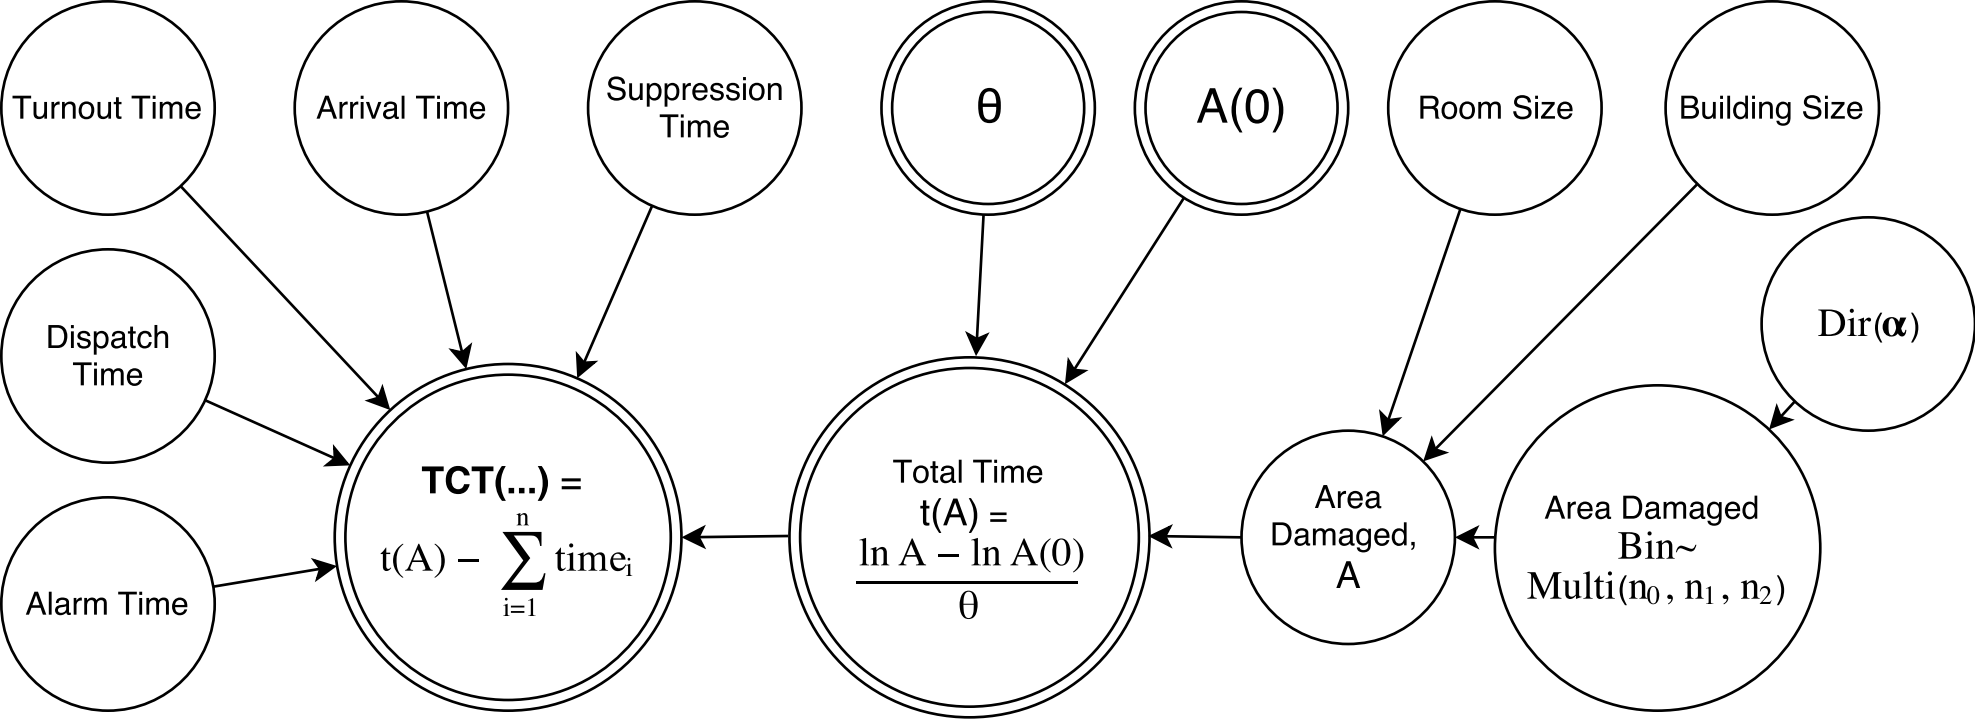 Turnout Time
Arrival Time
Suppression
Time
θ
A(0)
Room Size
Building Size
Dispatch
Time
Dir(α)
Alarm Time
TCT(...) =
t(A) − ∑ timeᵢ
n
i=1
Total Time
t(A) =
ln A − ln A(0)
θ
Area
Damaged,
A
Area Damaged
Bin~
Multi(n₀, n₁, n₂)